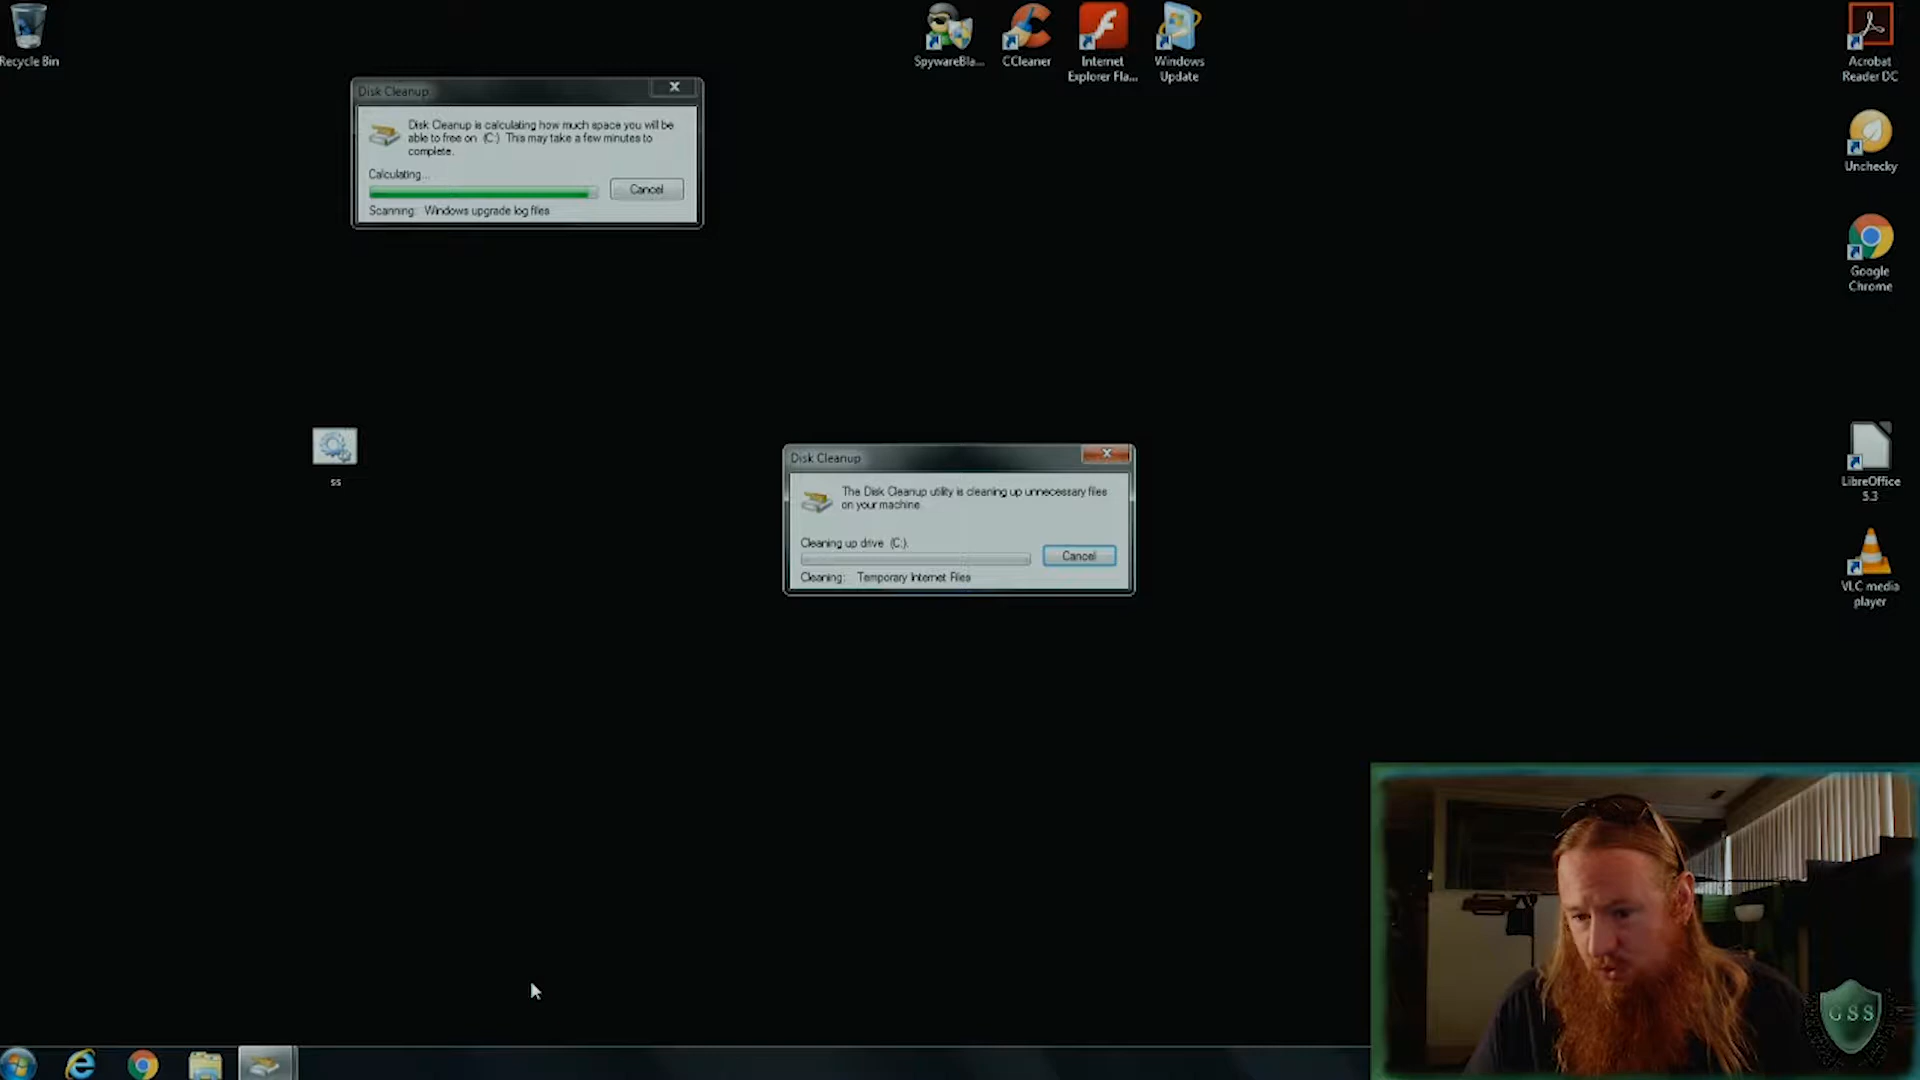 Recycle Bin
SpywareBla...
CCleaner
Internet
Explorer Fla...
Windows
Update
Acrobat
Reader DC
Disk Cleanup
Disk Cleanup is calculating how much space you will be
able to free on (C:) This may take a few minutes to
complete.
Calculating...
Cancel
Scanning: Windows upgrade log files
Unchecky
Google
Chrome
ss
Disk Cleanup
The Disk Cleanup utility is cleaning up unnecessary files
on your machine.
Cleaning up drive (C:).
Cancel
Cleaning: Temporary Internet Files
LibreOffice
5.3
VLC media
player
GSS